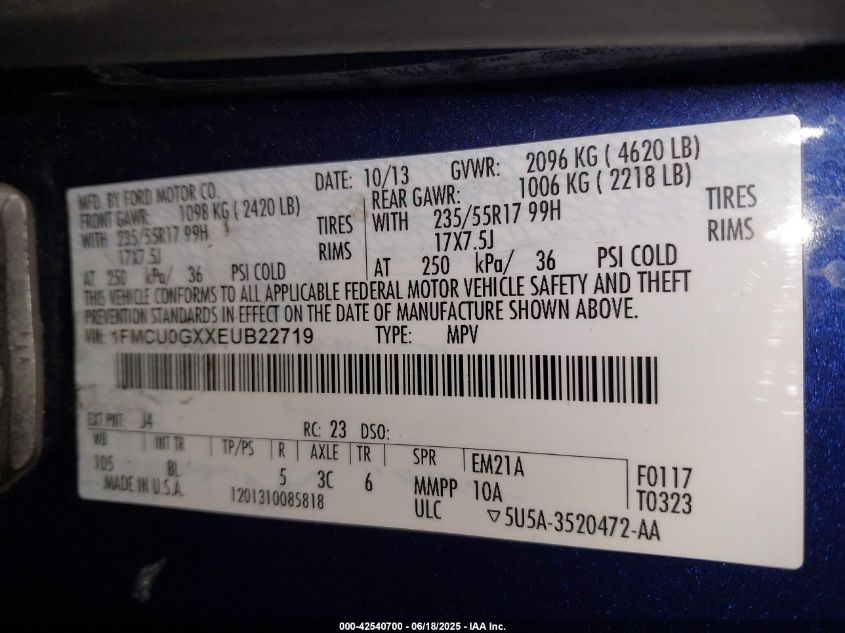 MFD. BY FORD MOTOR CO. DATE: 10/13 GVWR: 2096 KG ( 4620 LB)
FRONT GAWR: 1098 KG ( 2420 LB) REAR GAWR: 1006 KG ( 2218 LB)
WITH 235/55R17 99H TIRES WITH 235/55R17 99H TIRES
17X7.5J RIMS 17X7.5J RIMS
AT 250 kPa/ 36 PSI COLD AT 250 kPa/ 36 PSI COLD
THIS VEHICLE CONFORMS TO ALL APPLICABLE FEDERAL MOTOR VEHICLE SAFETY AND THEFT
PREVENTION STANDARDS IN EFFECT ON THE DATE OF MANUFACTURE SHOWN ABOVE.
VIN: 1FMCU0GXXEUB22719 TYPE: MPV
EXT PNT: J4 RC: 23 DSO:
WB INT TR TP/PS R AXLE TR SPR EM21A F0117
105 8L 5 3C 6 MMPP 10A T0323
MADE IN U.S.A. 1201310085818 ULC ▽5U5A-3520472-AA
000-42540700 - 06/18/2025 - IAA Inc.